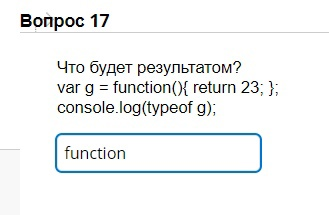 Вопрос 17
Что будет результатом?
var g = function(){ return 23; };
console.log(typeof g);
function